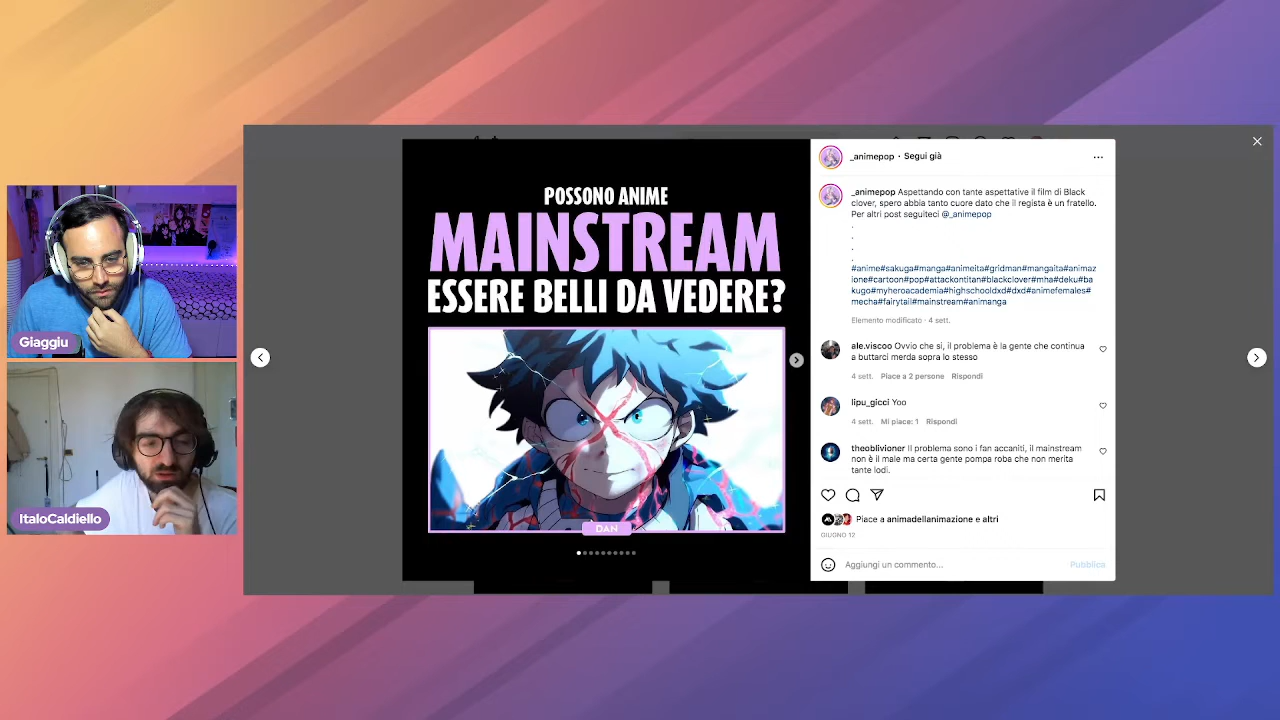 Giaggiu
ItaloCaldiello
POSSONO ANIME
MAINSTREAM
ESSERE BELLI DA VEDERE?
DAN
_animepop • Segui già
_animepop Aspettando con tante aspettative il film di Black
clover, spero abbia tanto cuore dato che il regista è un fratello.
Per altri post seguiteci @_animepop
.
.
.
.
#anime#sakuga#manga#animeita#gridman#mangaita#animaz
ione#cartoon#pop#attackontitan#blackclover#mha#deku#ba
kugo#myheroacademia#highschooldxd#dxd#animefemales#
mecha#fairytail#mainstream#animanga
Elemento modificato · 4 sett.
ale.viscoo Ovvio che si, il problema è la gente che continua
a buttarci merda sopra lo stesso
4 sett. Piace a 2 persone Rispondi
lipu_gicci Yoo
4 sett. Mi piace: 1 Rispondi
theoblivioner Il problema sono i fan accaniti, il mainstream
non è il male ma certa gente pompa roba che non merita
tante lodi.
Piace a animadellanimazione e altri
GIUGNO 12
Aggiungi un commento...
Pubblica